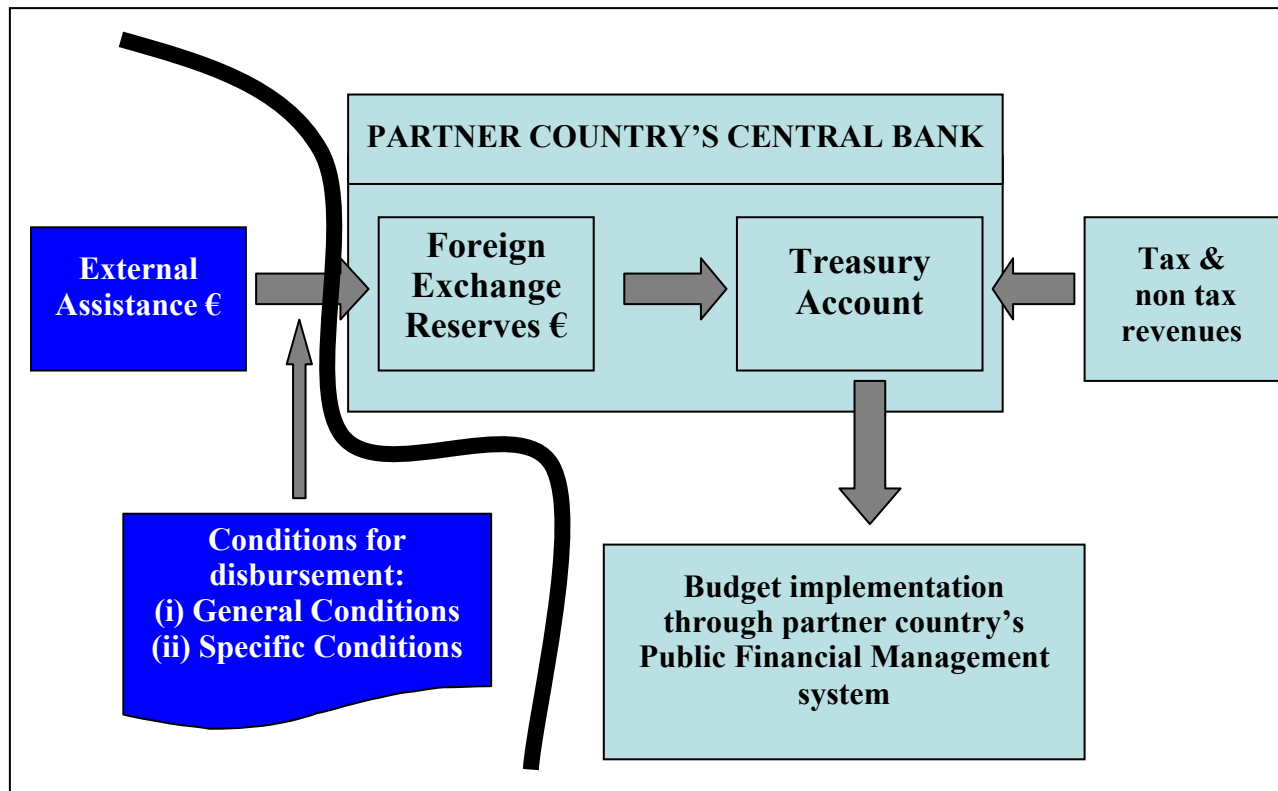 PARTNER COUNTRY’S CENTRAL BANK
External
Assistance €
Foreign
Exchange
Reserves €
Treasury
Account
Tax &
non tax
revenues
Conditions for
disbursement:
(i) General Conditions
(ii) Specific Conditions
Budget implementation
through partner country’s
Public Financial Management
system